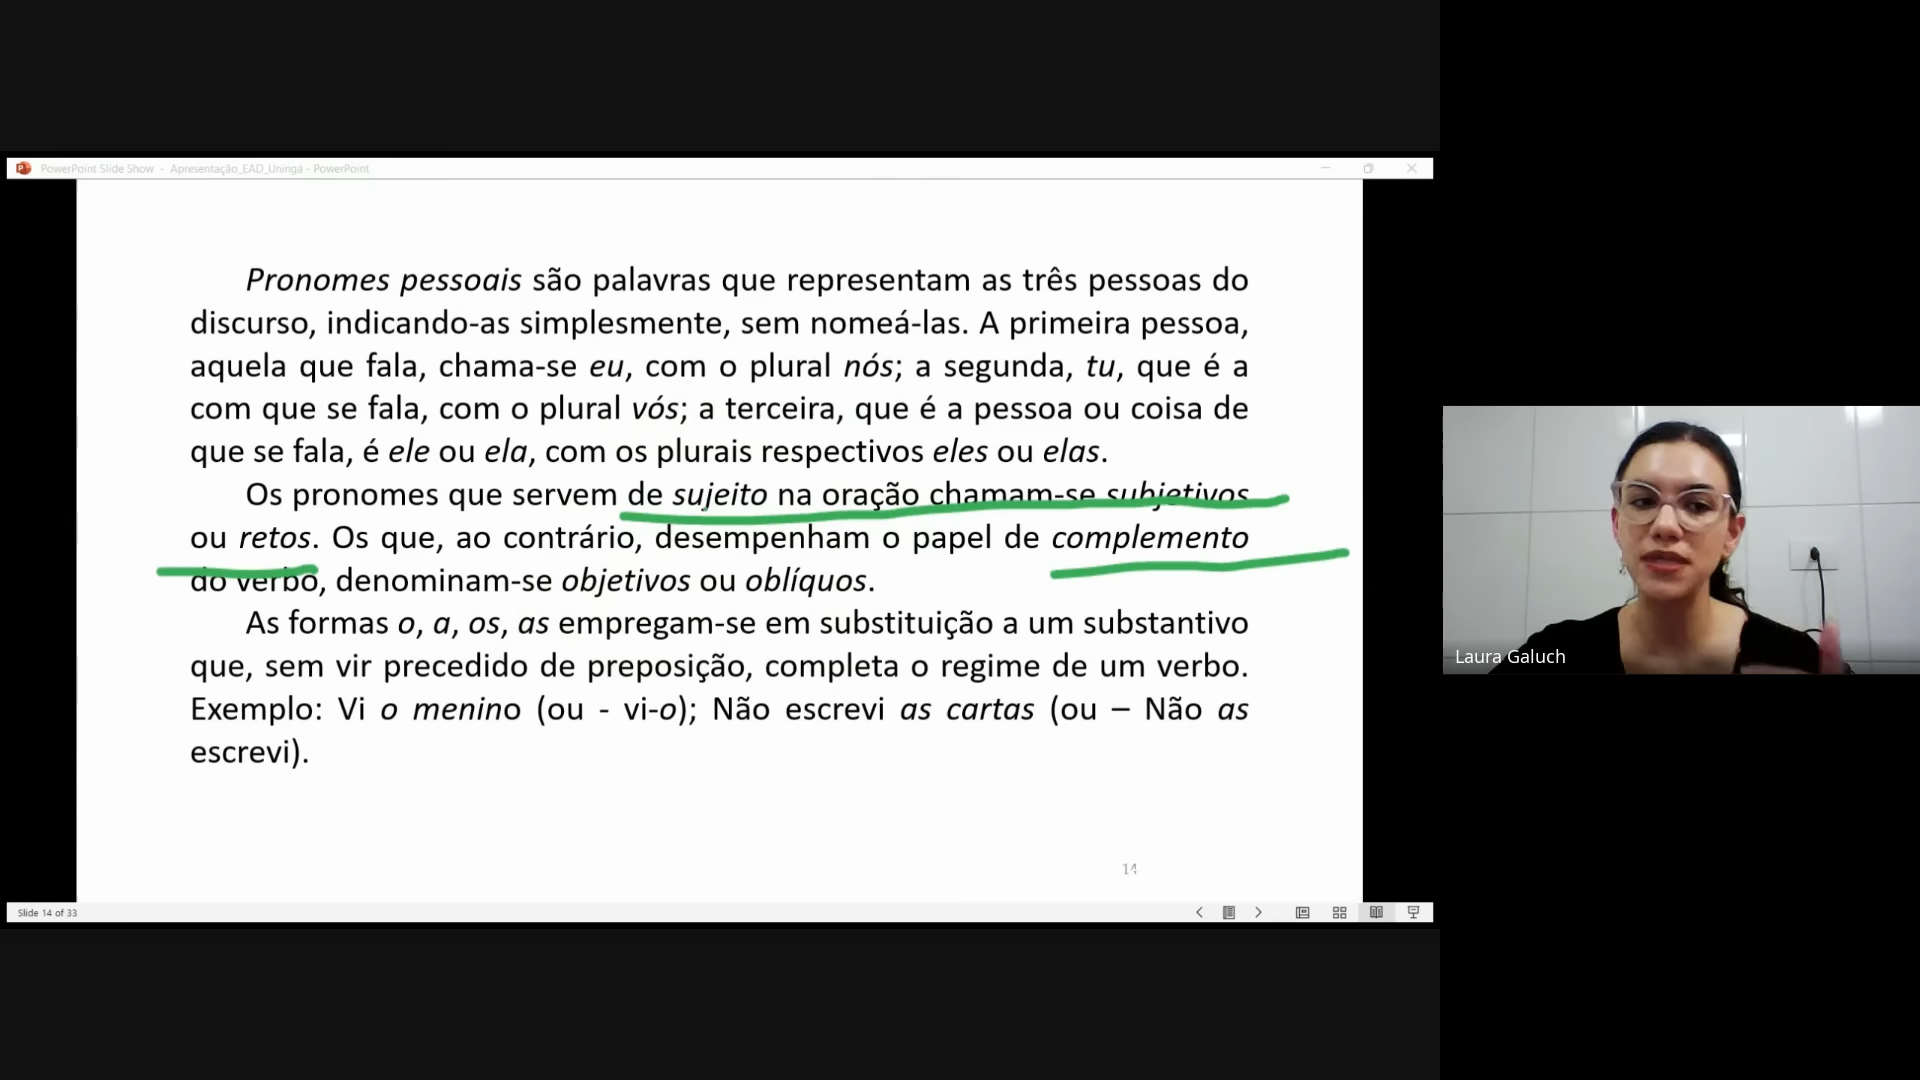 PowerPoint Slide Show - Apresentação_EAD_Uningá - PowerPoint
Pronomes pessoais são palavras que representam as três pessoas do
discurso, indicando-as simplesmente, sem nomeá-las. A primeira pessoa,
aquela que fala, chama-se eu, com o plural nós; a segunda, tu, que é a
com que se fala, com o plural vós; a terceira, que é a pessoa ou coisa de
que se fala, é ele ou ela, com os plurais respectivos eles ou elas.
Os pronomes que servem de sujeito na oração chamam-se subjetivos
ou retos. Os que, ao contrário, desempenham o papel de complemento
do verbo, denominam-se objetivos ou oblíquos.
As formas o, a, os, as empregam-se em substituição a um substantivo
que, sem vir precedido de preposição, completa o regime de um verbo.
Exemplo: Vi o menino (ou - vi-o); Não escrevi as cartas (ou – Não as
escrevi).
14
Slide 14 of 33
Laura Galuch